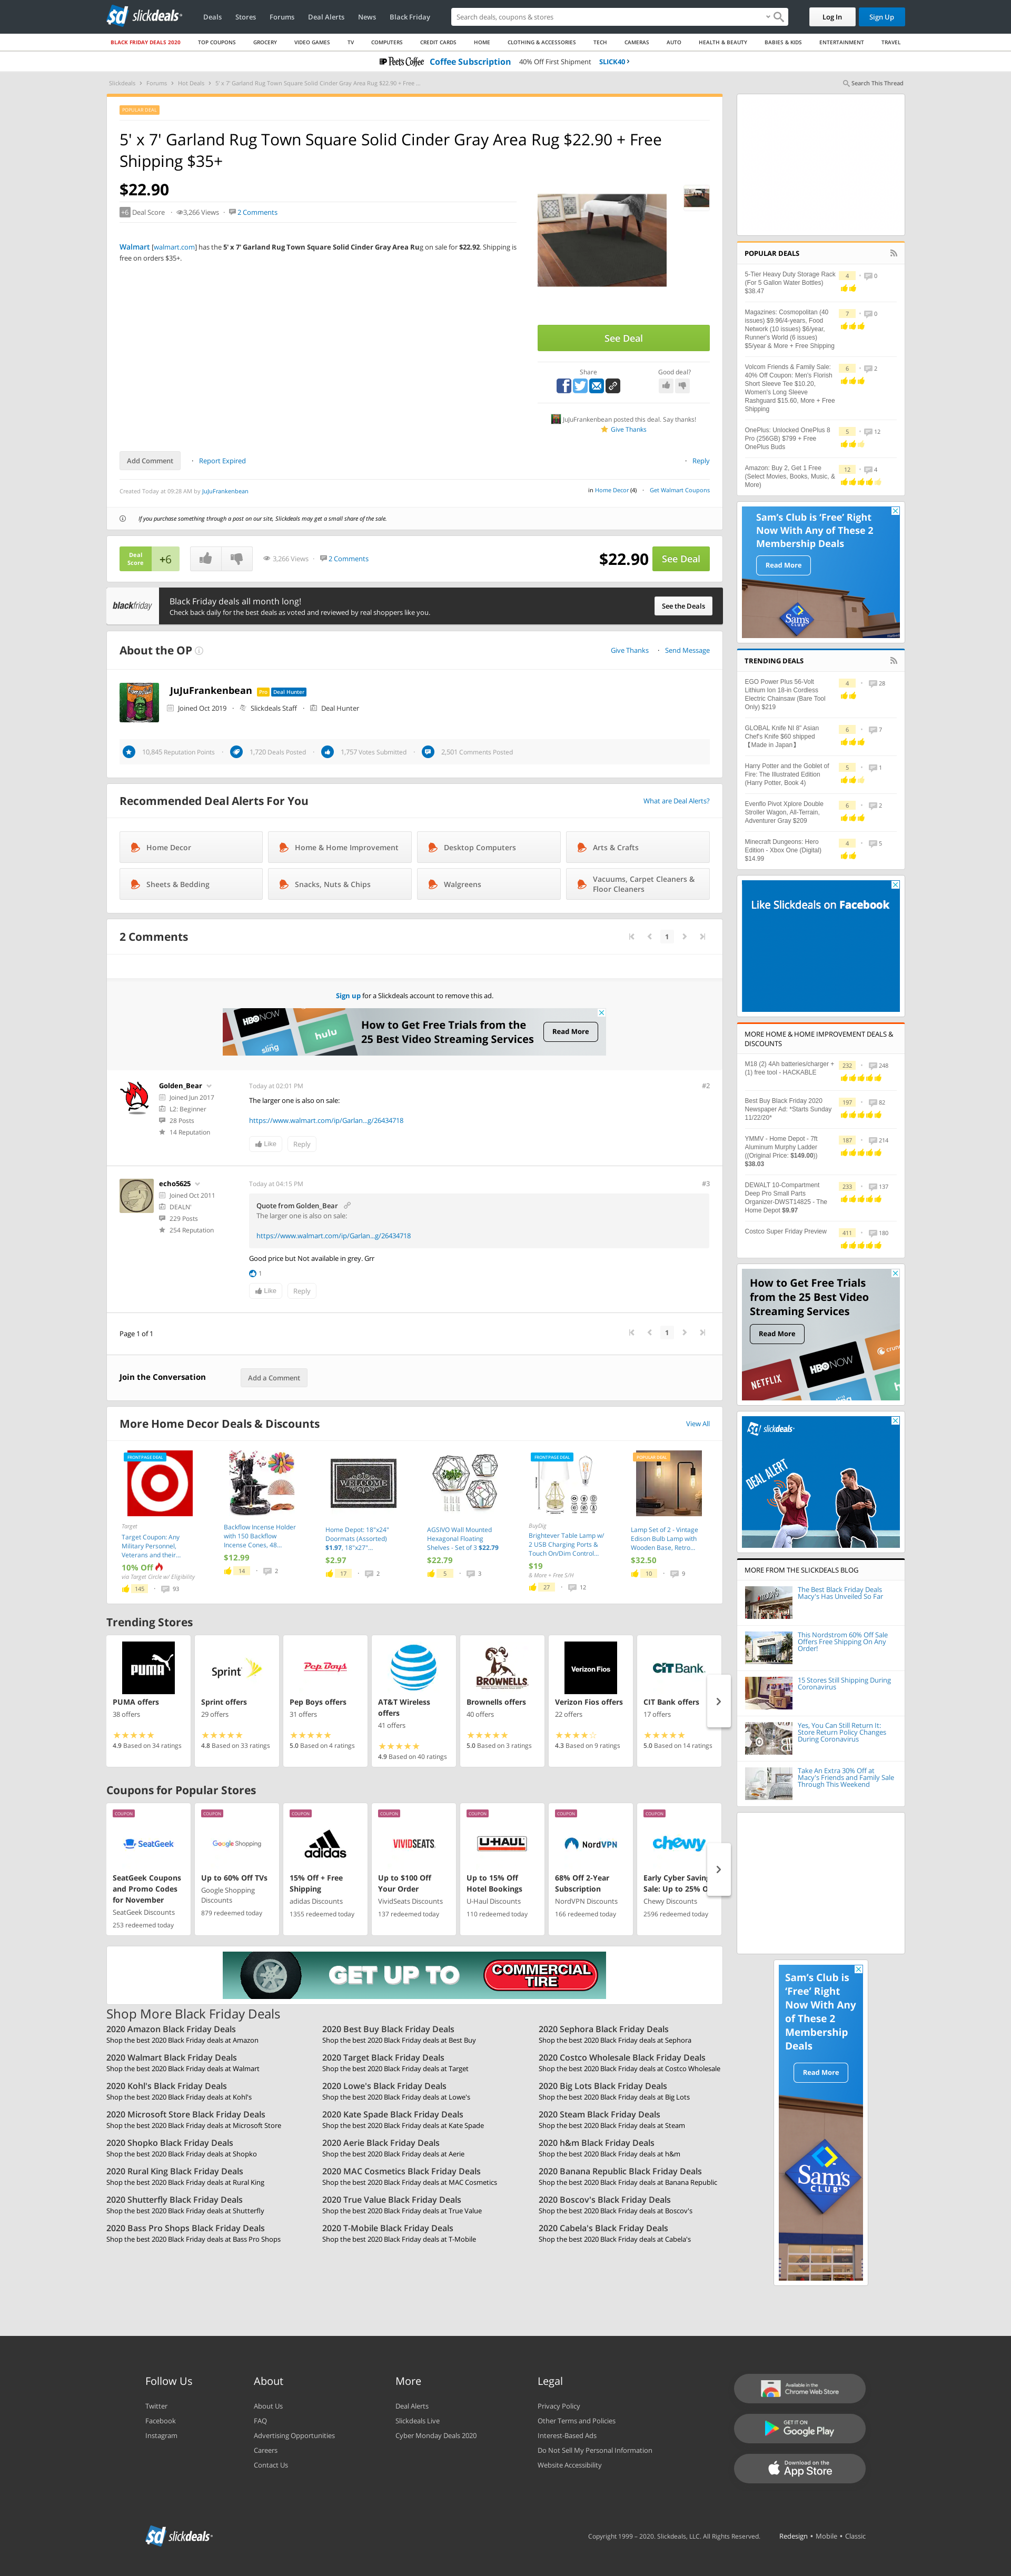 slickdeals
Deals Stores Forums Deal Alerts News Black Friday
Search deals, coupons & stores
Log In
Sign Up
BLACK FRIDAY DEALS 2020 TOP COUPONS GROCERY VIDEO GAMES TV COMPUTERS CREDIT CARDS HOME CLOTHING & ACCESSORIES TECH CAMERAS AUTO HEALTH & BEAUTY BABIES & KIDS ENTERTAINMENT TRAVEL
Peet's Coffee Coffee Subscription 40% Off First Shipment SLICK40
Slickdeals Forums Hot Deals 5' x 7' Garland Rug Town Square Solid Cinder Gray Area Rug $22.90 + Free ...
Search This Thread
POPULAR DEAL
5' x 7' Garland Rug Town Square Solid Cinder Gray Area Rug $22.90 + Free
Shipping $35+
$22.90
+6 Deal Score 3,266 Views 2 Comments
Walmart [walmart.com] has the 5' x 7' Garland Rug Town Square Solid Cinder Gray Area Rug on sale for $22.92. Shipping is
free on orders $35+.
See Deal
Share
Good deal?
JuJuFrankenbean posted this deal. Say thanks!
Give Thanks
Add Comment
Report Expired
Reply
Created Today at 09:28 AM by JuJuFrankenbean
in Home Decor (4) Get Walmart Coupons
If you purchase something through a post on our site, Slickdeals may get a small share of the sale.
Deal
Score
+6
3,266 Views 2 Comments
$22.90
See Deal
blackfriday
Black Friday deals all month long!
Check back daily for the best deals as voted and reviewed by real shoppers like you.
See the Deals
About the OP
Give Thanks Send Message
JuJuFrankenbean Pro Deal Hunter
Joined Oct 2019 Slickdeals Staff Deal Hunter
10,845 Reputation Points 1,720 Deals Posted 1,757 Votes Submitted 2,501 Comments Posted
Recommended Deal Alerts For You
What are Deal Alerts?
Home Decor
Home & Home Improvement
Desktop Computers
Arts & Crafts
Sheets & Bedding
Snacks, Nuts & Chips
Walgreens
Vacuums, Carpet Cleaners &
Floor Cleaners
2 Comments
1
Sign up for a Slickdeals account to remove this ad.
HBO NOW
sling
hulu
How to Get Free Trials from the
25 Best Video Streaming Services
Read More
Golden_Bear
Joined Jun 2017
L2: Beginner
28 Posts
14 Reputation
Today at 02:01 PM
#2
The larger one is also on sale:
https://www.walmart.com/ip/Garlan...g/26434718
Like Reply
echo5625
Joined Oct 2011
DEALN'
229 Posts
254 Reputation
Today at 04:15 PM
#3
Quote from Golden_Bear
The larger one is also on sale:
https://www.walmart.com/ip/Garlan...g/26434718
Good price but Not available in grey. Grr
1
Like Reply
Page 1 of 1
1
Join the Conversation
Add a Comment
More Home Decor Deals & Discounts
View All
FRONTPAGE DEAL
Target
Target Coupon: Any
Military Personnel,
Veterans and their...
10% Off
via Target Circle w/ Eligibility
145 93
Backflow Incense Holder
with 150 Backflow
Incense Cones, 48...
$12.99
14 2
WELCOME
Home Depot: 18"x24"
Doormats (Assorted)
$1.97, 18"x27"...
$2.97
17 2
AGSIVO Wall Mounted
Hexagonal Floating
Shelves - Set of 3 $22.79
$22.79
5 3
FRONTPAGE DEAL
BuyDig
Brightever Table Lamp w/
2 USB Charging Ports &
Touch On/Dim Control...
$19
& More + Free S/H
27 12
POPULAR DEAL
Lamp Set of 2 - Vintage
Edison Bulb Lamp with
Wooden Base, Retro...
$32.50
10 9
Trending Stores
PUMA
PUMA offers
38 offers
4.9 Based on 34 ratings
Sprint
Sprint offers
29 offers
4.8 Based on 33 ratings
Pep Boys
Pep Boys offers
31 offers
5.0 Based on 4 ratings
AT&T Wireless
offers
41 offers
4.9 Based on 40 ratings
BROWNELLS
Brownells offers
40 offers
5.0 Based on 3 ratings
Verizon Fios
Verizon Fios offers
22 offers
4.3 Based on 9 ratings
CIT Bank
CIT Bank offers
17 offers
5.0 Based on 14 ratings
Coupons for Popular Stores
COUPON
SeatGeek
SeatGeek Coupons
and Promo Codes
for November
SeatGeek Discounts
253 redeemed today
COUPON
Google Shopping
Up to 60% Off TVs
Google Shopping
Discounts
879 redeemed today
COUPON
adidas
15% Off + Free
Shipping
adidas Discounts
1355 redeemed today
COUPON
VIVIDSEATS
Up to $100 Off
Your Order
VividSeats Discounts
137 redeemed today
COUPON
U-HAUL
Up to 15% Off
Hotel Bookings
U-Haul Discounts
110 redeemed today
COUPON
NordVPN
68% Off 2-Year
Subscription
NordVPN Discounts
166 redeemed today
COUPON
chewy
Early Cyber Saving
Sale: Up to 25% O
Chewy Discounts
2596 redeemed today
GET UP TO
COMMERCIAL
TIRE
Shop More Black Friday Deals
2020 Amazon Black Friday Deals
Shop the best 2020 Black Friday deals at Amazon
2020 Best Buy Black Friday Deals
Shop the best 2020 Black Friday deals at Best Buy
2020 Sephora Black Friday Deals
Shop the best 2020 Black Friday deals at Sephora
2020 Walmart Black Friday Deals
Shop the best 2020 Black Friday deals at Walmart
2020 Target Black Friday Deals
Shop the best 2020 Black Friday deals at Target
2020 Costco Wholesale Black Friday Deals
Shop the best 2020 Black Friday deals at Costco Wholesale
2020 Kohl's Black Friday Deals
Shop the best 2020 Black Friday deals at Kohl's
2020 Lowe's Black Friday Deals
Shop the best 2020 Black Friday deals at Lowe's
2020 Big Lots Black Friday Deals
Shop the best 2020 Black Friday deals at Big Lots
2020 Microsoft Store Black Friday Deals
Shop the best 2020 Black Friday deals at Microsoft Store
2020 Kate Spade Black Friday Deals
Shop the best 2020 Black Friday deals at Kate Spade
2020 Steam Black Friday Deals
Shop the best 2020 Black Friday deals at Steam
2020 Shopko Black Friday Deals
Shop the best 2020 Black Friday deals at Shopko
2020 Aerie Black Friday Deals
Shop the best 2020 Black Friday deals at Aerie
2020 h&m Black Friday Deals
Shop the best 2020 Black Friday deals at h&m
2020 Rural King Black Friday Deals
Shop the best 2020 Black Friday deals at Rural King
2020 MAC Cosmetics Black Friday Deals
Shop the best 2020 Black Friday deals at MAC Cosmetics
2020 Banana Republic Black Friday Deals
Shop the best 2020 Black Friday deals at Banana Republic
2020 Shutterfly Black Friday Deals
Shop the best 2020 Black Friday deals at Shutterfly
2020 True Value Black Friday Deals
Shop the best 2020 Black Friday deals at True Value
2020 Boscov's Black Friday Deals
Shop the best 2020 Black Friday deals at Boscov's
2020 Bass Pro Shops Black Friday Deals
Shop the best 2020 Black Friday deals at Bass Pro Shops
2020 T-Mobile Black Friday Deals
Shop the best 2020 Black Friday deals at T-Mobile
2020 Cabela's Black Friday Deals
Shop the best 2020 Black Friday deals at Cabela's
POPULAR DEALS
5-Tier Heavy Duty Storage Rack
(For 5 Gallon Water Bottles)
$38.47
4 0
Magazines: Cosmopolitan (40
issues) $9.96/4-years, Food
Network (10 issues) $6/year,
Runner's World (6 issues)
$5/year & More + Free Shipping
7 0
Volcom Friends & Family Sale:
40% Off Coupon: Men's Florish
Short Sleeve Tee $10.20,
Women's Long Sleeve
Rashguard $15.60, More + Free
Shipping
6 2
OnePlus: Unlocked OnePlus 8
Pro (256GB) $799 + Free
OnePlus Buds
5 12
Amazon: Buy 2, Get 1 Free
(Select Movies, Books, Music, &
More)
12 4
Sam's Club is 'Free' Right
Now With Any of These 2
Membership Deals
Read More
Sam's
CLUB
TRENDING DEALS
EGO Power Plus 56-Volt
Lithium Ion 18-in Cordless
Electric Chainsaw (Bare Tool
Only) $219
4 28
GLOBAL Knife NI 8" Asian
Chef's Knife $60 shipped
【Made in Japan】
6 7
Harry Potter and the Goblet of
Fire: The Illustrated Edition
(Harry Potter, Book 4)
5 1
Evenflo Pivot Xplore Double
Stroller Wagon, All-Terrain,
Adventurer Gray $209
6 2
Minecraft Dungeons: Hero
Edition - Xbox One (Digital)
$14.99
4 5
Like Slickdeals on Facebook
MORE HOME & HOME IMPROVEMENT DEALS &
DISCOUNTS
M18 (2) 4Ah batteries/charger +
(1) free tool - HACKABLE
232 248
Best Buy Black Friday 2020
Newspaper Ad: *Starts Sunday
11/22/20*
197 82
YMMV - Home Depot - 7ft
Aluminum Murphy Ladder
((Original Price: $149.00))
$38.03
187 214
DEWALT 10-Compartment
Deep Pro Small Parts
Organizer-DWST14825 - The
Home Depot $9.97
233 137
Costco Super Friday Preview
411 180
How to Get Free Trials
from the 25 Best Video
Streaming Services
Read More
NETFLIX
HBO NOW
hulu
slickdeals
DEAL ALERT
MORE FROM THE SLICKDEALS BLOG
The Best Black Friday Deals
Macy's Has Unveiled So Far
This Nordstrom 60% Off Sale
Offers Free Shipping On Any
Order!
15 Stores Still Shipping During
Coronavirus
Yes, You Can Still Return It:
Store Return Policy Changes
During Coronavirus
Take An Extra 30% Off at
Macy's Friends and Family Sale
Through This Weekend
Sam's Club is
'Free' Right
Now With Any
of These 2
Membership
Deals
Read More
Sam's
CLUB
Follow Us
Twitter
Facebook
Instagram
About
About Us
FAQ
Advertising Opportunities
Careers
Contact Us
More
Deal Alerts
Slickdeals Live
Cyber Monday Deals 2020
Legal
Privacy Policy
Other Terms and Policies
Interest-Based Ads
Do Not Sell My Personal Information
Website Accessibility
Available in the
Chrome Web Store
GET IT ON
Google Play
Download on the
App Store
slickdeals
Copyright 1999 – 2020. Slickdeals, LLC. All Rights Reserved. Redesign • Mobile • Classic